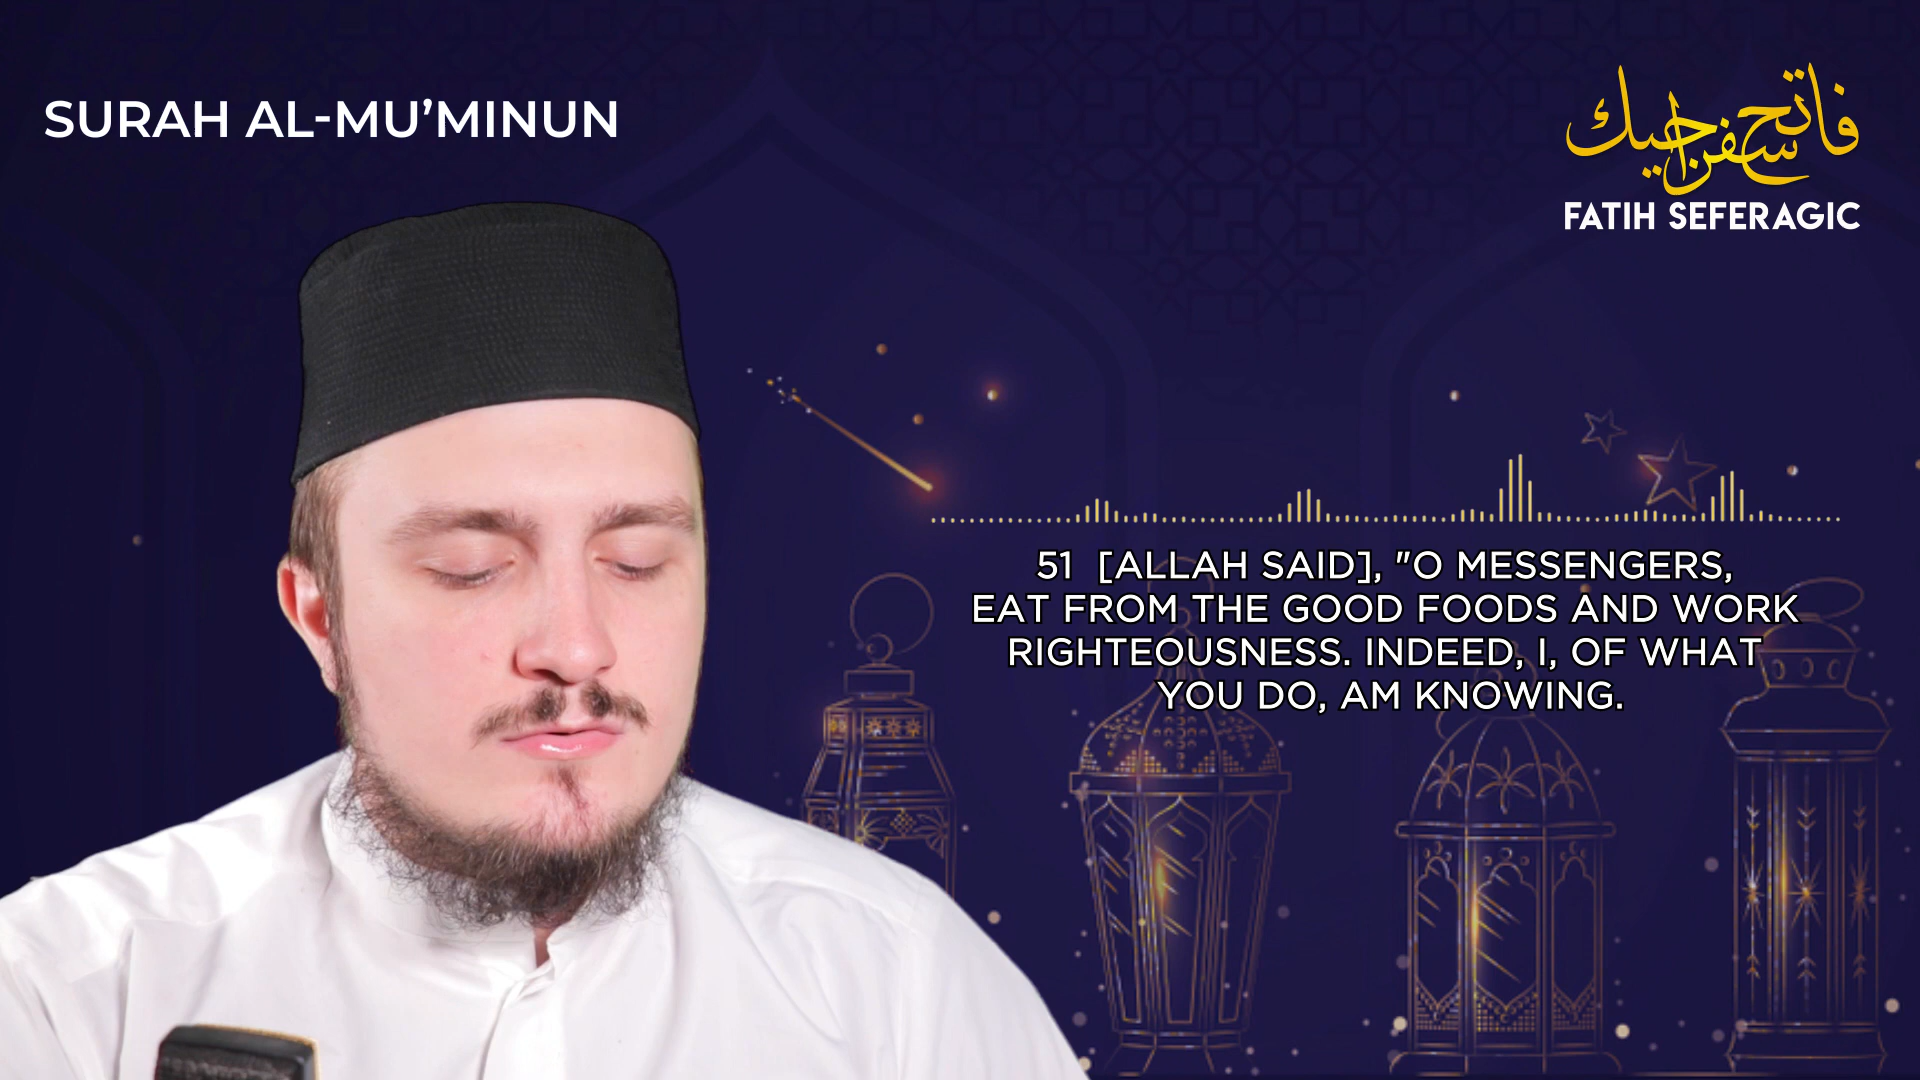 SURAH AL-MU’MINUN
فاتح سفراجيك
FATIH SEFERAGIC
51  [ALLAH SAID], "O MESSENGERS,
EAT FROM THE GOOD FOODS AND WORK
RIGHTEOUSNESS. INDEED, I, OF WHAT
YOU DO, AM KNOWING.